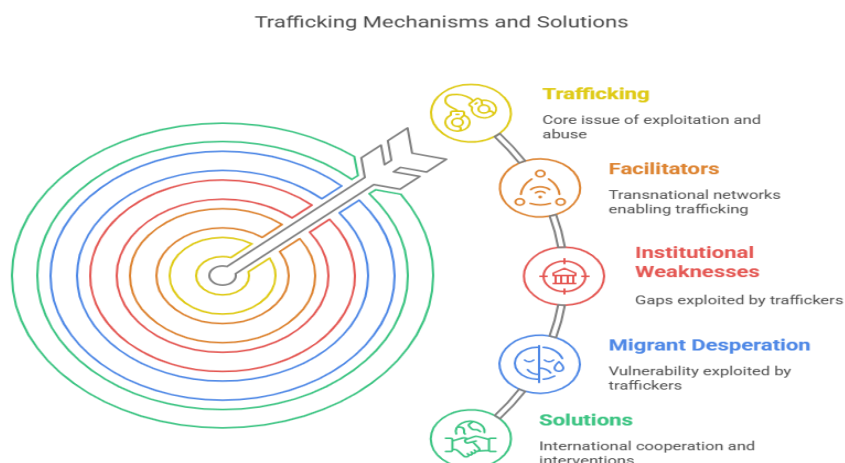 Trafficking Mechanisms and Solutions
Trafficking
Core issue of exploitation and
abuse
Facilitators
Transnational networks
enabling trafficking
Institutional
Weaknesses
Gaps exploited by traffickers
Migrant Desperation
Vulnerability exploited by
traffickers
Solutions
International cooperation and
interventions